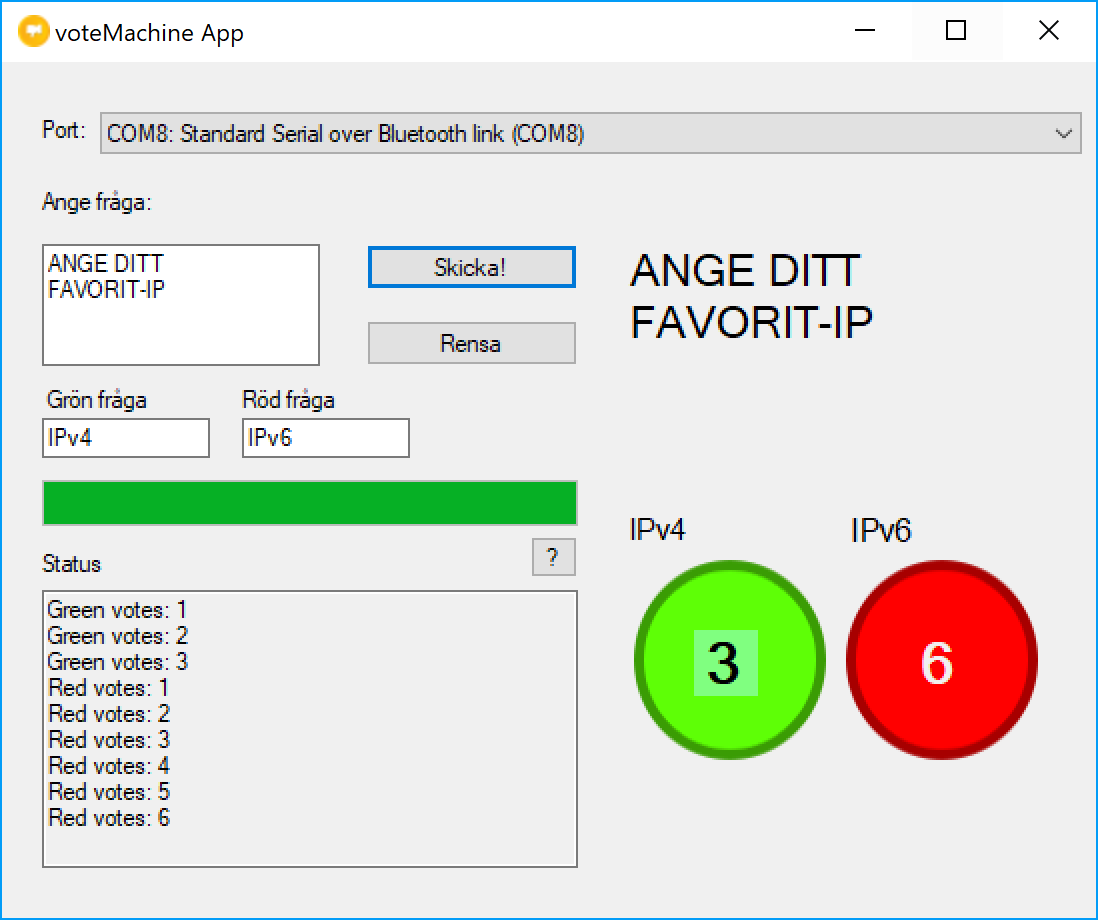 voteMachine App
Port: COM8: Standard Serial over Bluetooth link (COM8)
Ange fråga:
ANGE DITT
FAVORIT-IP
Skicka!
Rensa
ANGE DITT
FAVORIT-IP
Grön fråga Röd fråga
IPv4 IPv6
IPv4 IPv6
3 6
Status ?
Green votes: 1
Green votes: 2
Green votes: 3
Red votes: 1
Red votes: 2
Red votes: 3
Red votes: 4
Red votes: 5
Red votes: 6